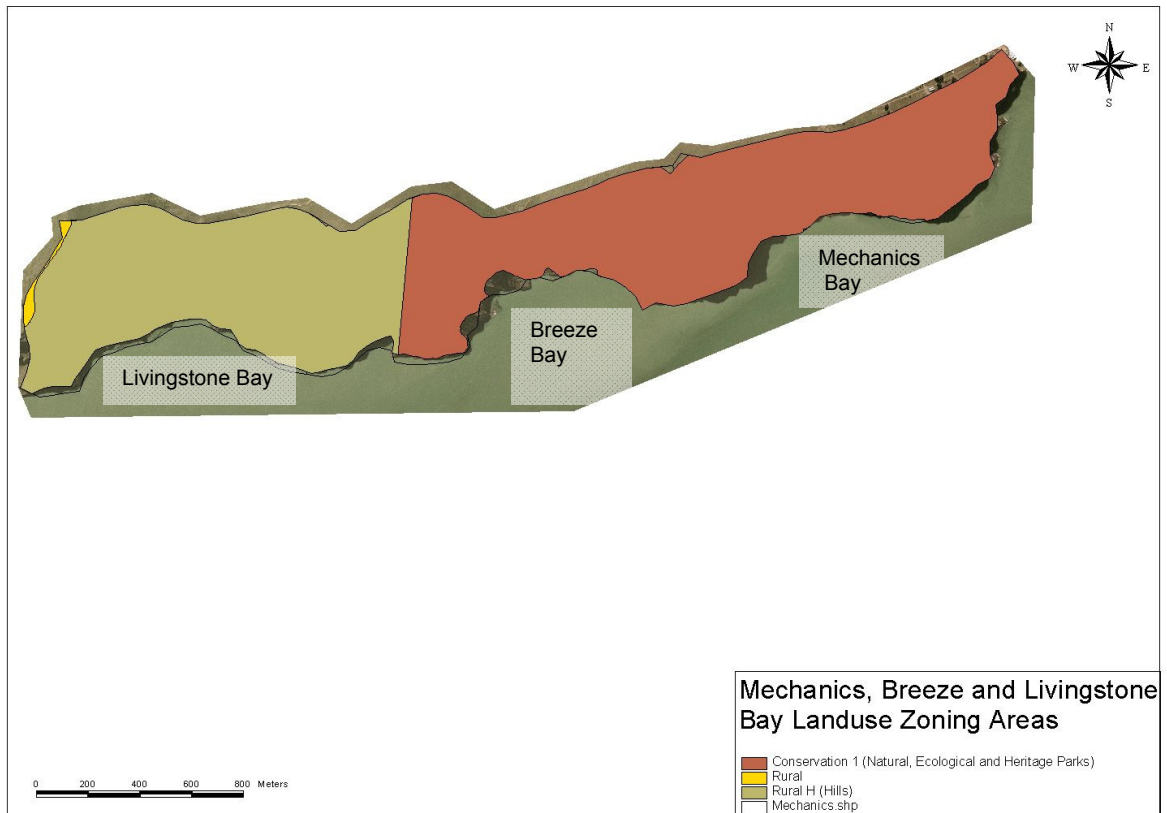 N
W E
S
Mechanics
Bay
Breeze
Bay
Livingstone Bay
Mechanics, Breeze and Livingstone
Bay Landuse Zoning Areas
Conservation 1 (Natural, Ecological and Heritage Parks)
Rural
Rural H (Hills)
Mechanics.shp
0 200 400 600 800 Meters